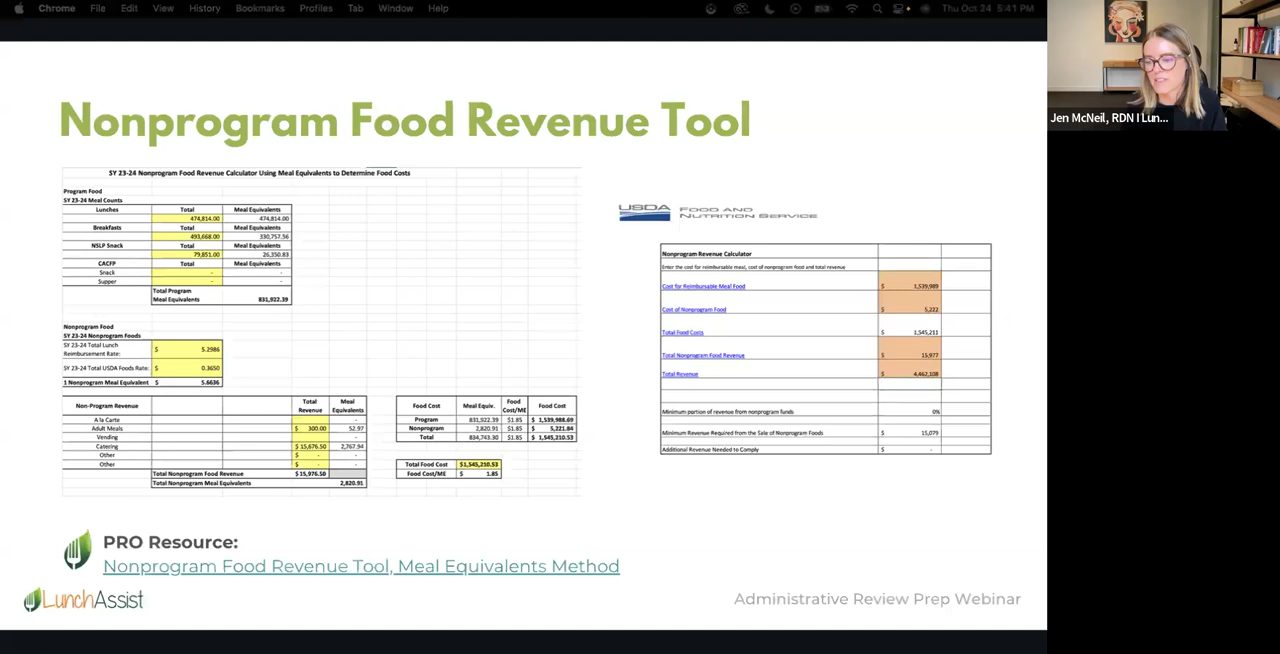 Chrome File Edit View History Bookmarks Profiles Tab Window Help Thu Oct 24 5:41 PM
Jen McNeil, RDN I Lun...
Nonprogram Food Revenue Tool
SY 23-24 Nonprogram Food Revenue Calculator Using Meal Equivalents to Determine Food Costs
Program Food
SY 23-24 Meal Counts
Lunches Total Meal Equivalents
474,814.00 474,814.00
Breakfasts Total Meal Equivalents
493,668.00 330,757.56
NSLP Snack Total Meal Equivalents
79,851.00 26,350.83
CACFP Total Meal Equivalents
Snack - -
Supper - -
Total Program
Meal Equivalents 831,922.39
Nonprogram Food
SY 23-24 Nonprogram Foods
SY 23-24 Total Lunch
Reimbursement Rate: $ 5.2986
SY 23-24 Total USDA Foods Rate: $ 0.3650
1 Nonprogram Meal Equivalent $ 5.6636
Non-Program Revenue Total Revenue Meal Equivalents
A la Carte -
Adult Meals $ 300.00 52.97
Vending -
Catering $ 15,676.50 2,767.94
Other $ - -
Other $ - -
Total Nonprogram Food Revenue $ 15,976.50
Total Nonprogram Meal Equivalents 2,820.91
Food Cost Meal Equiv. Food Cost/ME Food Cost
Program 831,922.39 $1.85 $ 1,539,988.69
Nonprogram 2,820.91 $1.85 $ 5,221.84
Total 834,743.30 $1.85 $ 1,545,210.53
Total Food Cost $1,545,210.53
Food Cost/ME $ 1.85
USDA FOOD AND
NUTRITION SERVICE
Nonprogram Revenue Calculator
Enter the cost for reimbursable meal, cost of nonprogram food and total revenue
Cost for Reimbursable Meal Food $ 1,539,989
Cost of Nonprogram Food $ 5,222
Total Food Costs $ 1,545,211
Total Nonprogram Food Revenue $ 15,977
Total Revenue $ 4,462,108
Minimum portion of revenue from nonprogram funds 0%
Minimum Revenue Required from the Sale of Nonprogram Foods $ 15,079
Additional Revenue Needed to Comply $ -
PRO Resource:
Nonprogram Food Revenue Tool, Meal Equivalents Method
LunchAssist
Administrative Review Prep Webinar